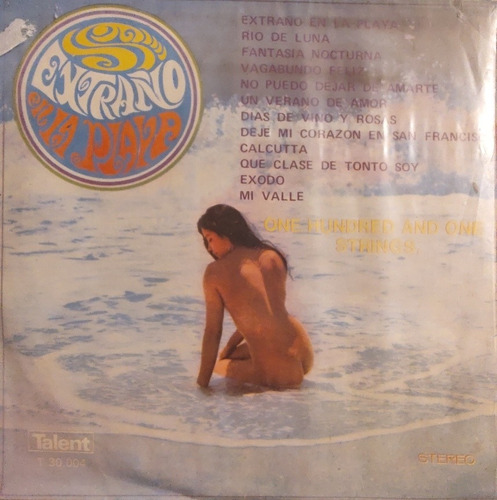 EXTRAÑO
EN LA PLAYA
EXTRAÑO EN LA PLAYA
RIO DE LUNA
FANTASIA NOCTURNA
VAGABUNDO FELIZ
NO PUEDO DEJAR DE AMARTE
UN VERANO DE AMOR
DIAS DE VINO Y ROSAS
DEJE MI CORAZON EN SAN FRANCIS
CALCUTTA
QUE CLASE DE TONTO SOY
EXODO
MI VALLE
ONE HUNDRED AND ONE
STRINGS
Talent
T 30.004
STEREO